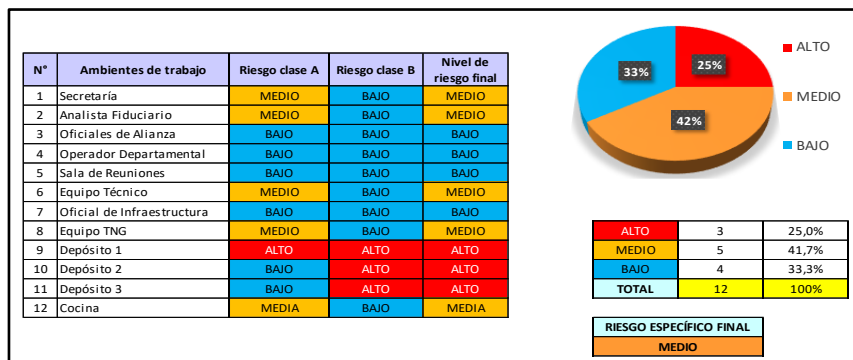 N° Ambientes de trabajo Riesgo clase A Riesgo clase B Nivel de riesgo final
1 Secretaría MEDIO BAJO MEDIO
2 Analista Fiduciario MEDIO BAJO MEDIO
3 Oficiales de Alianza BAJO BAJO BAJO
4 Operador Departamental BAJO BAJO BAJO
5 Sala de Reuniones BAJO BAJO BAJO
6 Equipo Técnico MEDIO BAJO MEDIO
7 Oficial de Infraestructura BAJO BAJO BAJO
8 Equipo TNG MEDIO BAJO MEDIO
9 Depósito 1 ALTO ALTO ALTO
10 Depósito 2 BAJO ALTO ALTO
11 Depósito 3 BAJO ALTO ALTO
12 Cocina MEDIA BAJO MEDIA
33% 25%
42%
ALTO
MEDIO
BAJO
ALTO 3 25,0%
MEDIO 5 41,7%
BAJO 4 33,3%
TOTAL 12 100%
RIESGO ESPECÍFICO FINAL
MEDIO